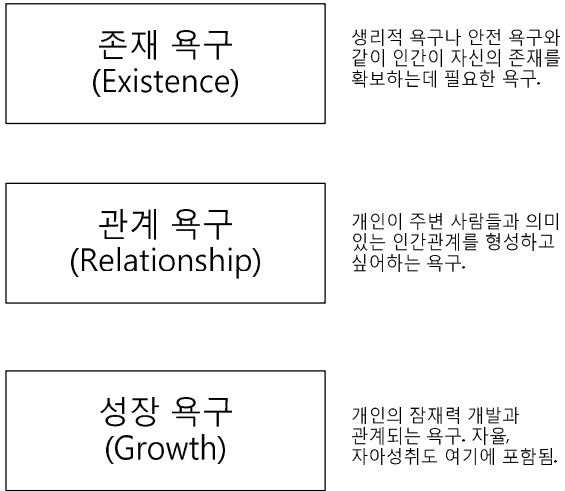 존재 욕구
(Existence)
생리적 욕구나 안전 욕구와
같이 인간이 자신의 존재를
확보하는데 필요한 욕구.
관계 욕구
(Relationship)
개인이 주변 사람들과 의미
있는 인간관계를 형성하고
싶어하는 욕구.
성장 욕구
(Growth)
개인의 잠재력 개발과
관계되는 욕구. 자율,
자아성취도 여기에 포함됨.